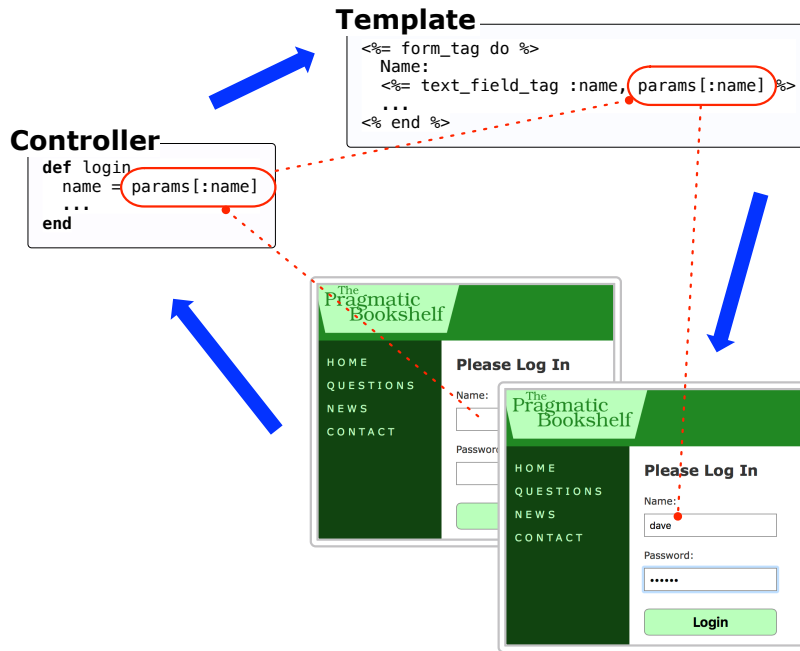 Template
<%= form_tag do %>
Name:
<%= text_field_tag :name, params[:name] %>
...
<% end %>
Controller
def login
name = params[:name]
...
end
The
Pragmatic
Bookshelf
HOME
QUESTIONS
NEWS
CONTACT
Please Log In
Name:
Passwor
The
Pragmatic
Bookshelf
HOME
QUESTIONS
NEWS
CONTACT
Please Log In
Name:
dave
Password:
••••••
Login